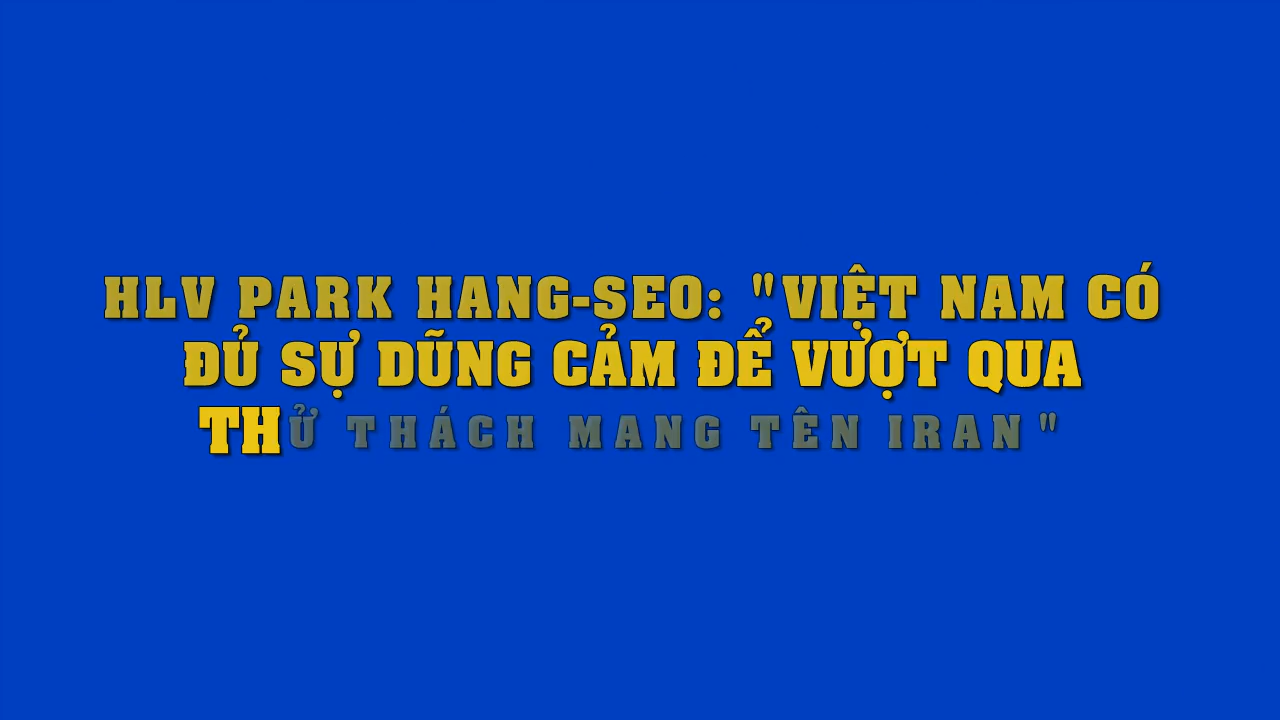 HLV PARK HANG-SEO: "VIỆT NAM CÓ
ĐỦ SỰ DŨNG CẢM ĐỂ VƯỢT QUA
THỬ THÁCH MANG TÊN IRAN"